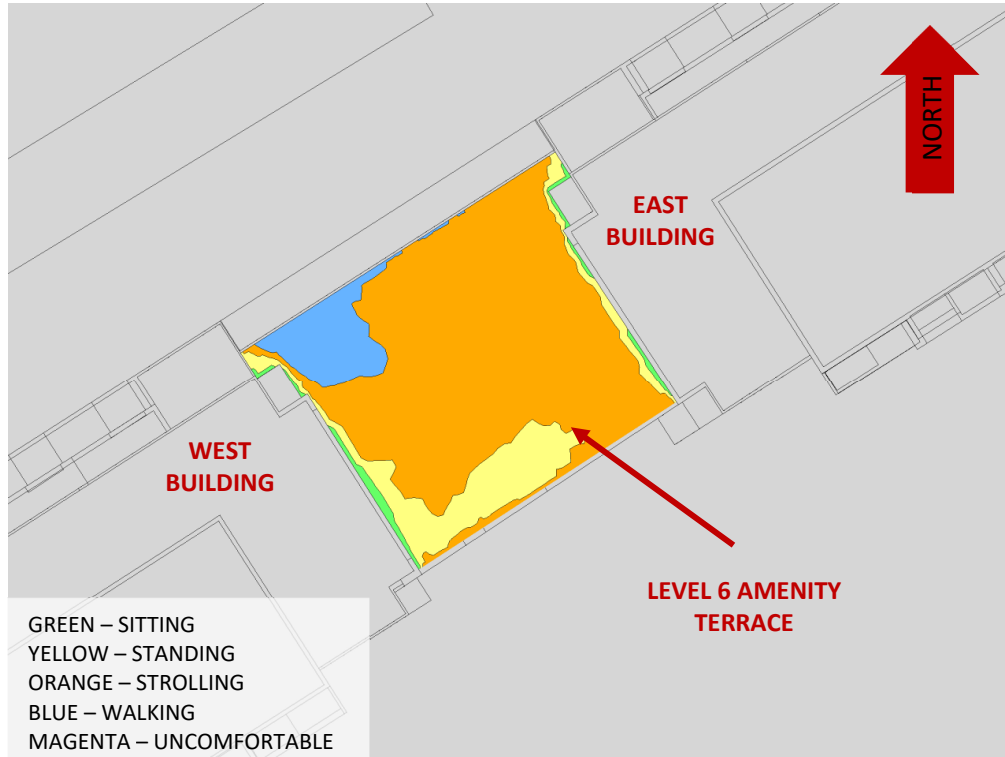 NORTH
EAST
BUILDING
WEST
BUILDING
LEVEL 6 AMENITY
TERRACE
GREEN – SITTING
YELLOW – STANDING
ORANGE – STROLLING
BLUE – WALKING
MAGENTA – UNCOMFORTABLE